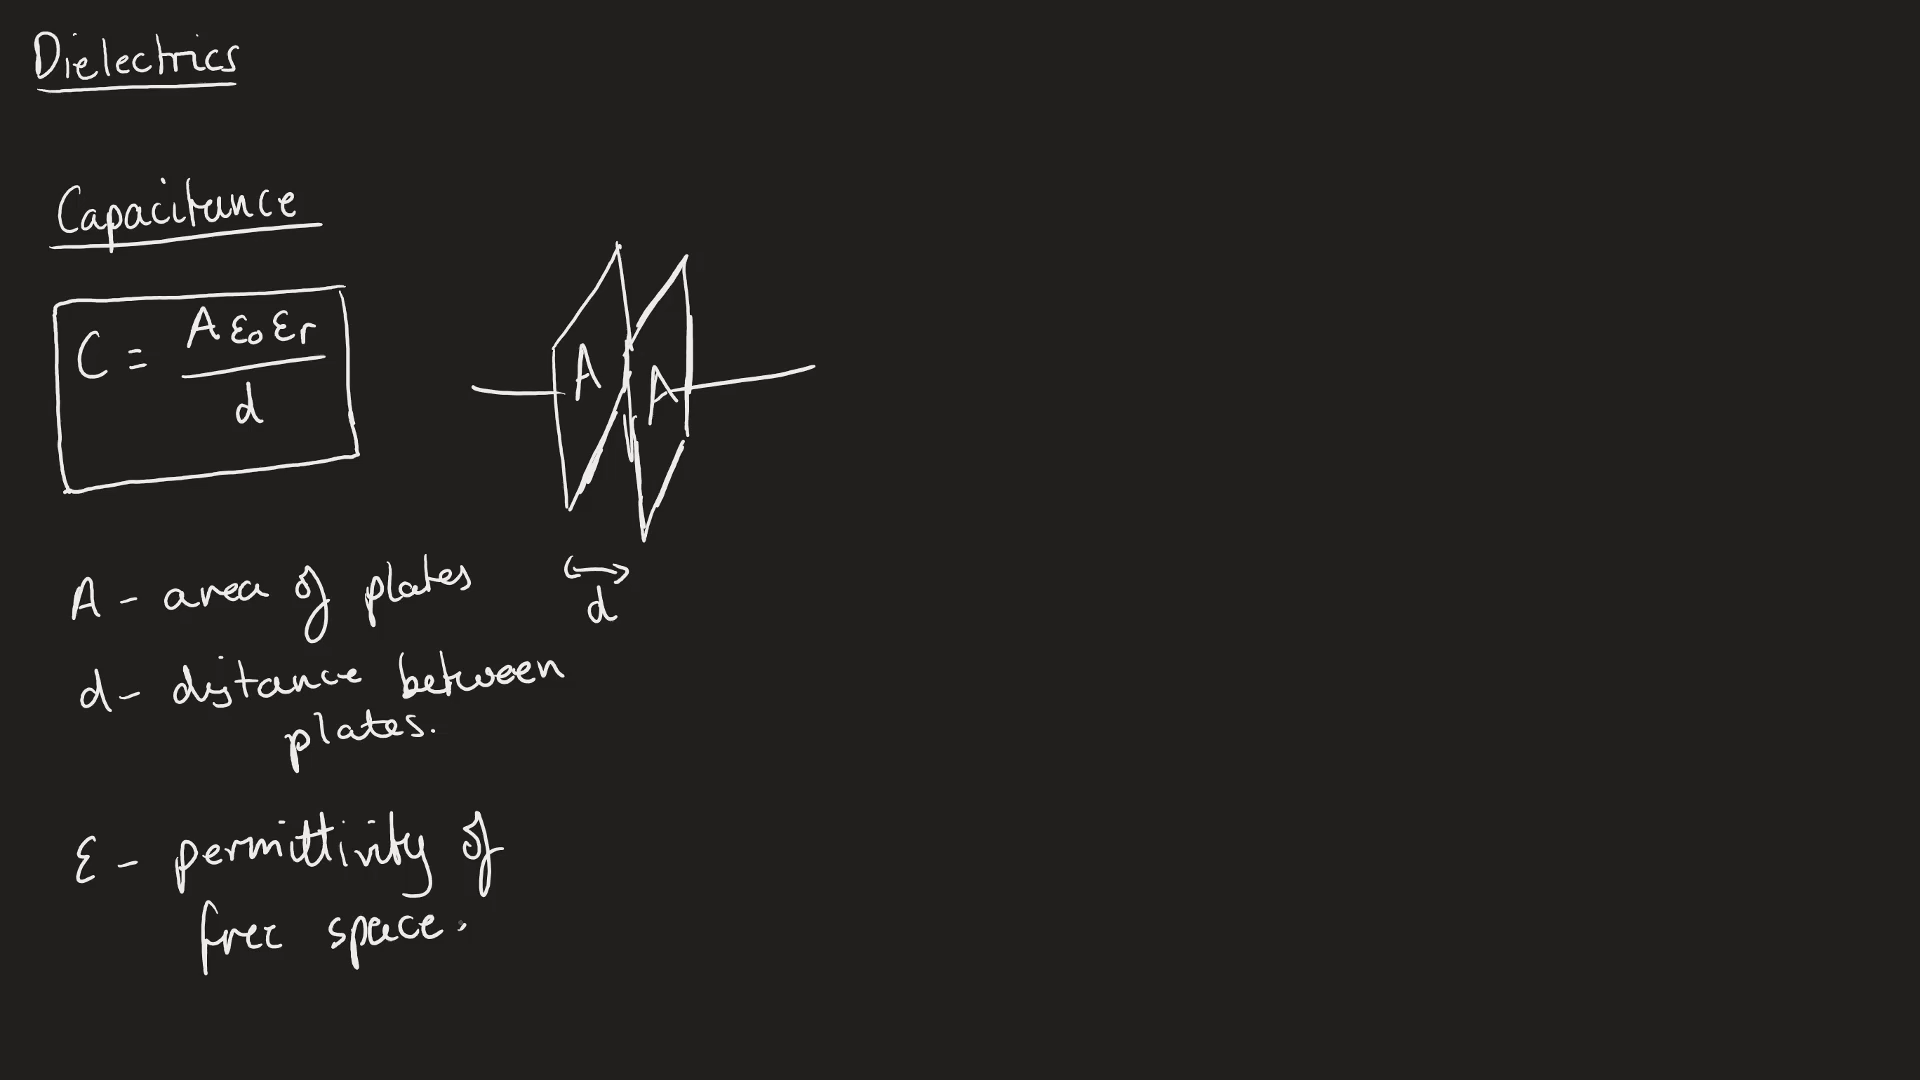 Dielectrics
Capacitance
C = Aε₀εr / d
A A
A - area of plates
d
d - distance between
plates.
ε - permittivity of
free space.